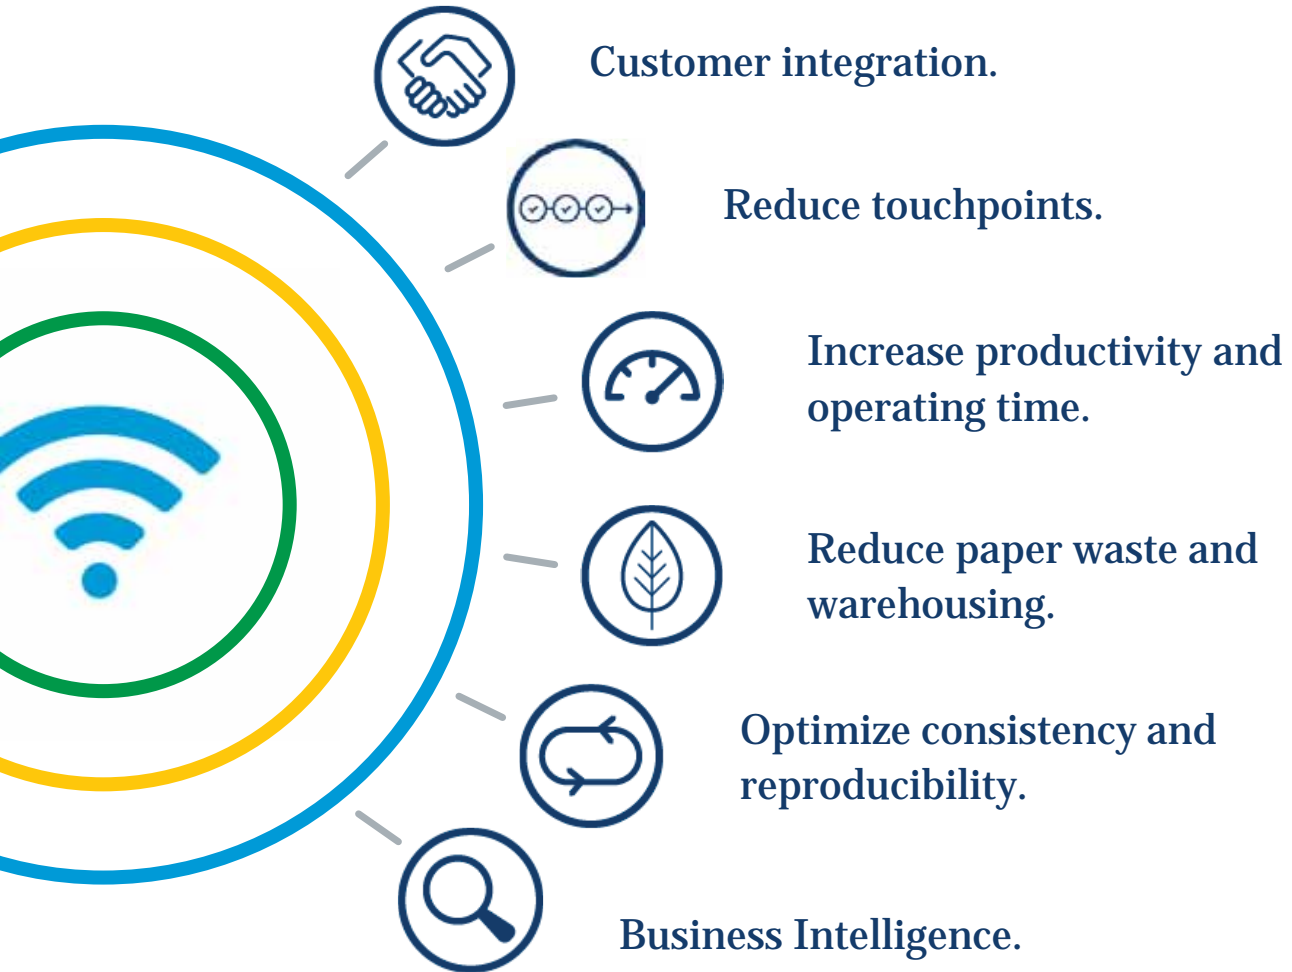 Customer integration.
Reduce touchpoints.
Increase productivity and
operating time.
Reduce paper waste and
warehousing.
Optimize consistency and
reproducibility.
Business Intelligence.